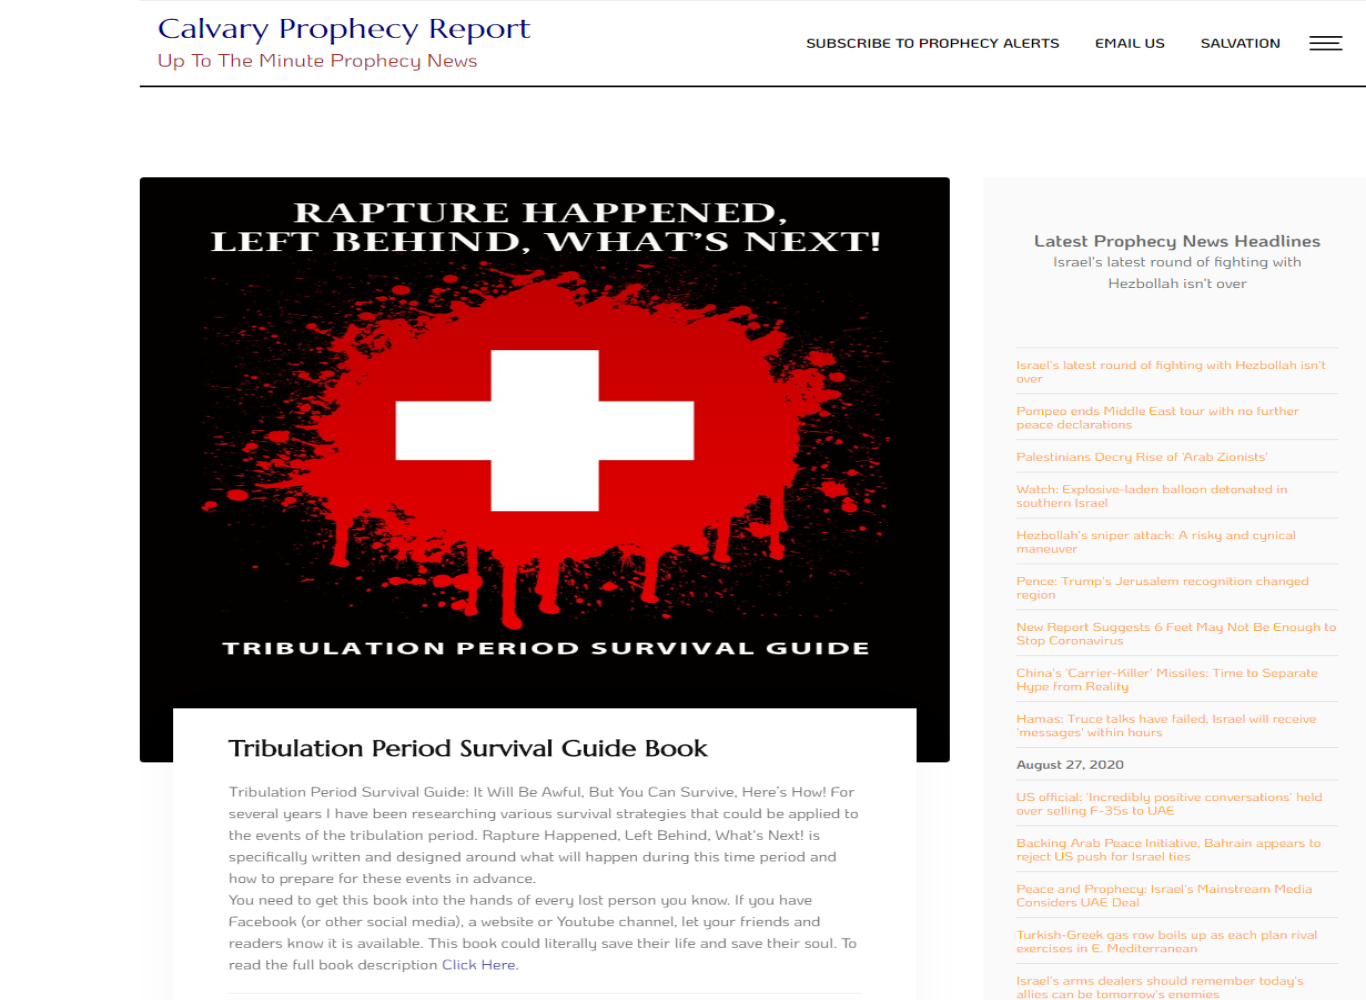 Calvary Prophecy Report
Up To The Minute Prophecy News
SUBSCRIBE TO PROPHECY ALERTS
EMAIL US
SALVATION
RAPTURE HAPPENED,
LEFT BEHIND, WHAT'S NEXT!
TRIBULATION PERIOD SURVIVAL GUIDE
Tribulation Period Survival Guide Book
Tribulation Period Survival Guide: It Will Be Awful, But You Can Survive, Here's How! For
several years I have been researching various survival strategies that could be applied to
the events of the tribulation period. Rapture Happened, Left Behind, What's Next! is
specifically written and designed around what will happen during this time period and
how to prepare for these events in advance.
You need to get this book into the hands of every lost person you know. If you have
Facebook (or other social media), a website or Youtube channel, let your friends and
readers know it is available. This book could literally save their life and save their soul. To
read the full book description Click Here.
Latest Prophecy News Headlines
Israel's latest round of fighting with
Hezbollah isn't over
Israel's latest round of fighting with Hezbollah isn't
over
Pompeo ends Middle East tour with no further
peace declarations
Palestinians Decry Rise of 'Arab Zionists'
Watch: Explosive-laden balloon detonated in
southern Israel
Hezbollah's sniper attack: A risky and cynical
maneuver
Pence: Trump's Jerusalem recognition changed
region
New Report Suggests 6 Feet May Not Be Enough to
Stop Coronavirus
China's 'Carrier-Killer' Missiles: Time to Separate
Hype from Reality
Hamas: Truce talks have failed, Israel will receive
'messages' within hours
August 27, 2020
US official: 'Incredibly positive conversations' held
over selling F-35s to UAE
Backing Arab Peace Initiative, Bahrain appears to
reject US push for Israel ties
Peace and Prophecy: Israel's Mainstream Media
Considers UAE Deal
Turkish-Greek gas row boils up as each plan rival
exercises in E. Mediterranean
Israel's arms dealers should remember today's
allies can be tomorrow's enemies